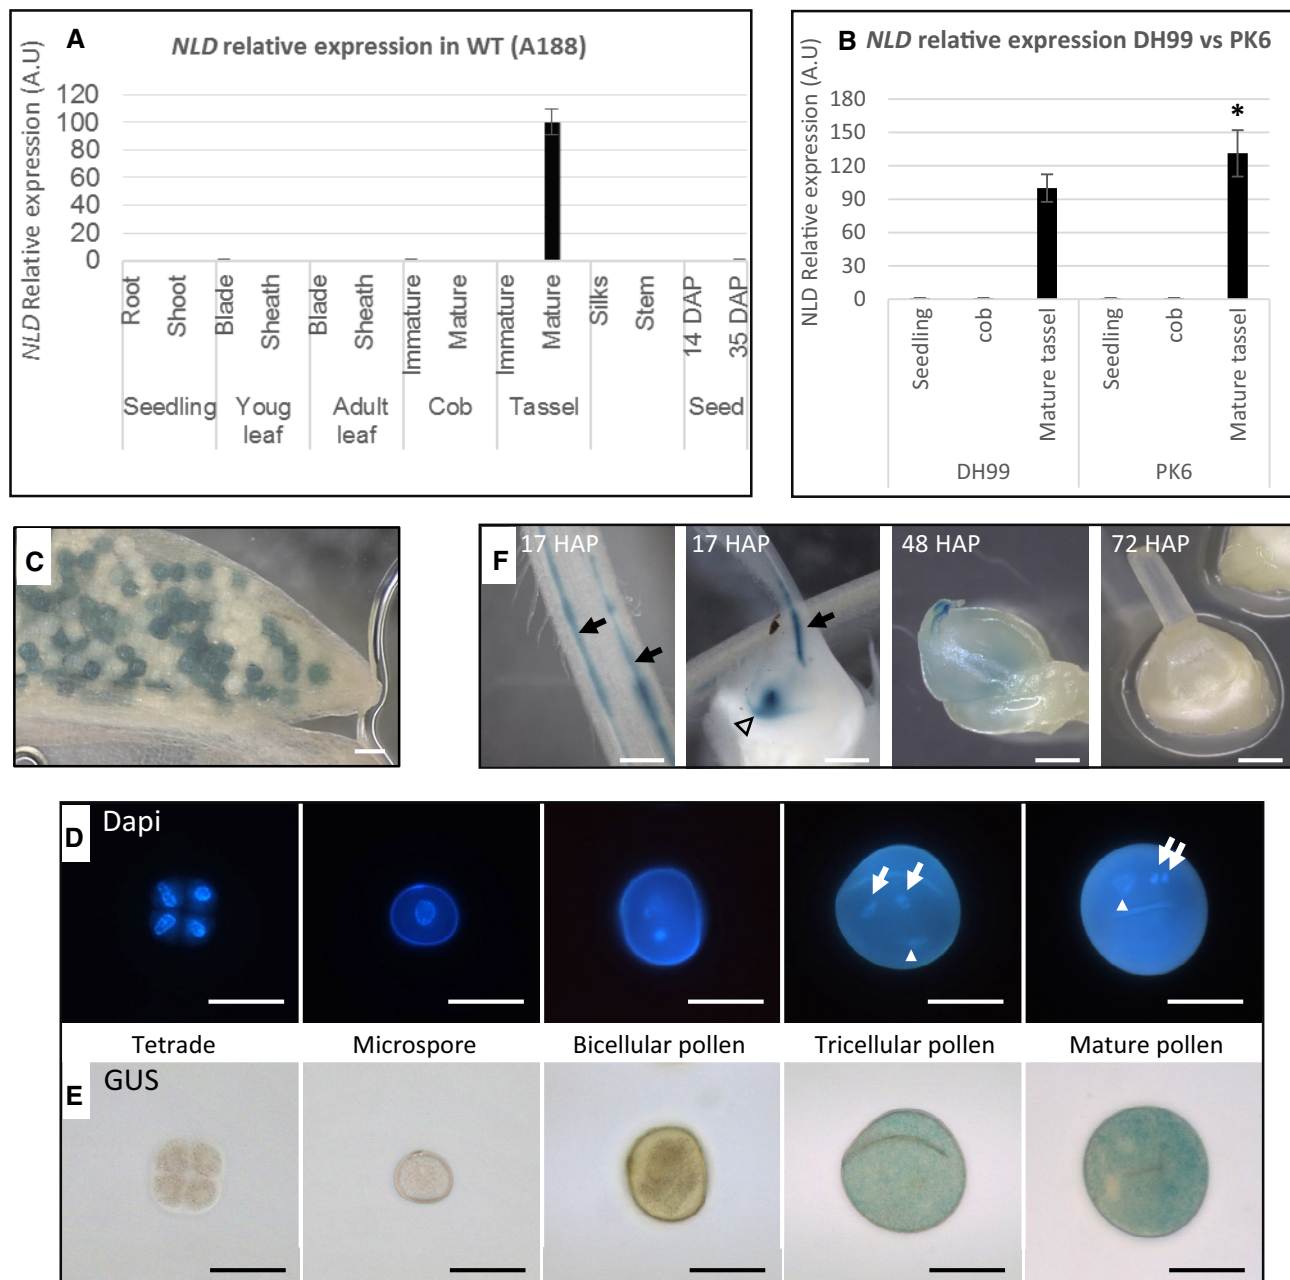 A
NLD relative expression in WT (A188)
NLD Relative expression (A.U)
120
100
80
60
40
20
0
Root
Shoot
Blade
Sheath
Blade
Sheath
Immature
Mature
Immature
Mature
Silks
Stem
14 DAP
35 DAP
Seedling
Youg leaf
Adult leaf
Cob
Tassel
Seed
B
NLD relative expression DH99 vs PK6
NLD Relative expression (A.U)
180
150
120
90
60
30
0
*
Seedling
cob
Mature tassel
Seedling
cob
Mature tassel
DH99
PK6
C
F
17 HAP
17 HAP
48 HAP
72 HAP
D
Dapi
Tetrade
Microspore
Bicellular pollen
Tricellular pollen
Mature pollen
E
GUS